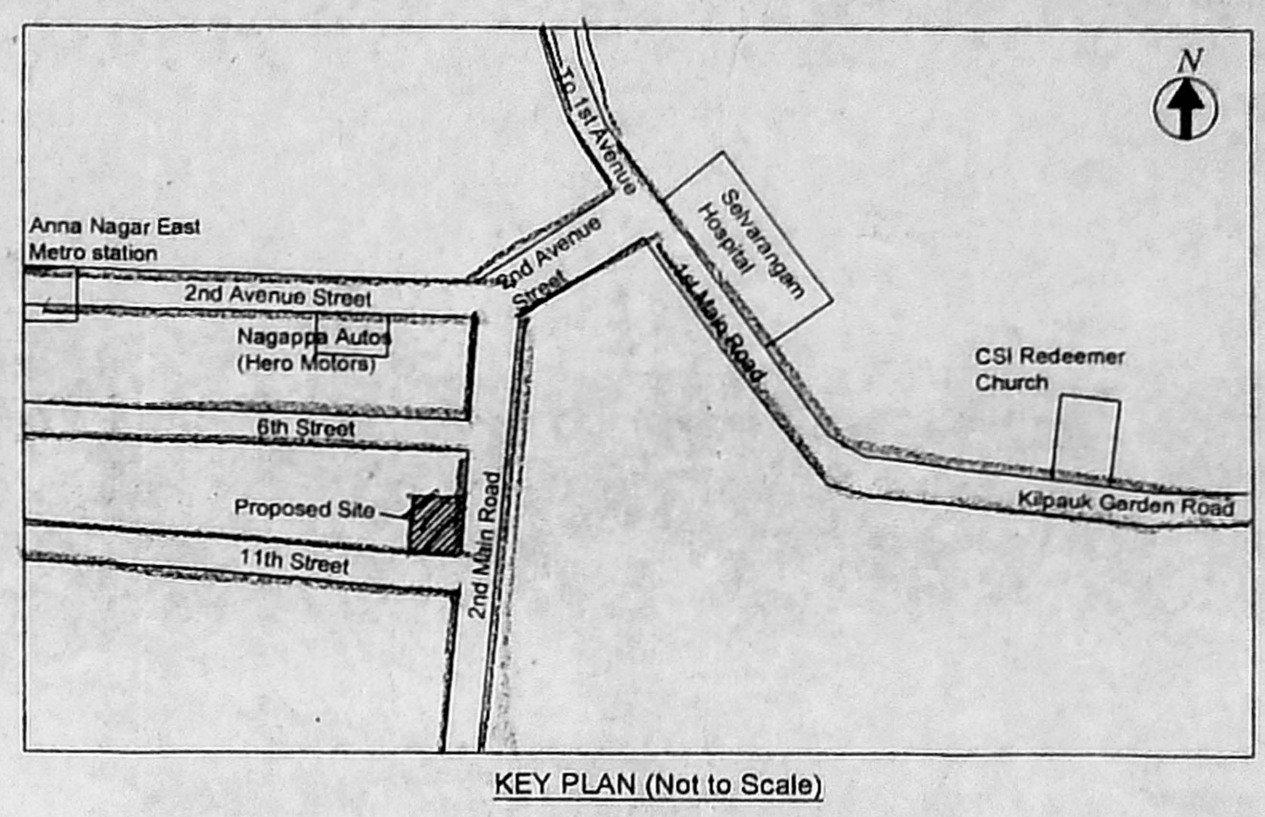 N
To 1st Avenue
Selvarangam
Hospital
Anna Nagar East
Metro station
2nd Avenue
Street
2nd Avenue Street
1st Main Road
Nagappa Autos
(Hero Motors)
CSI Redeemer
Church
6th Street
Kilpauk Garden Road
Proposed Site
2nd Main Road
11th Street
KEY PLAN (Not to Scale)